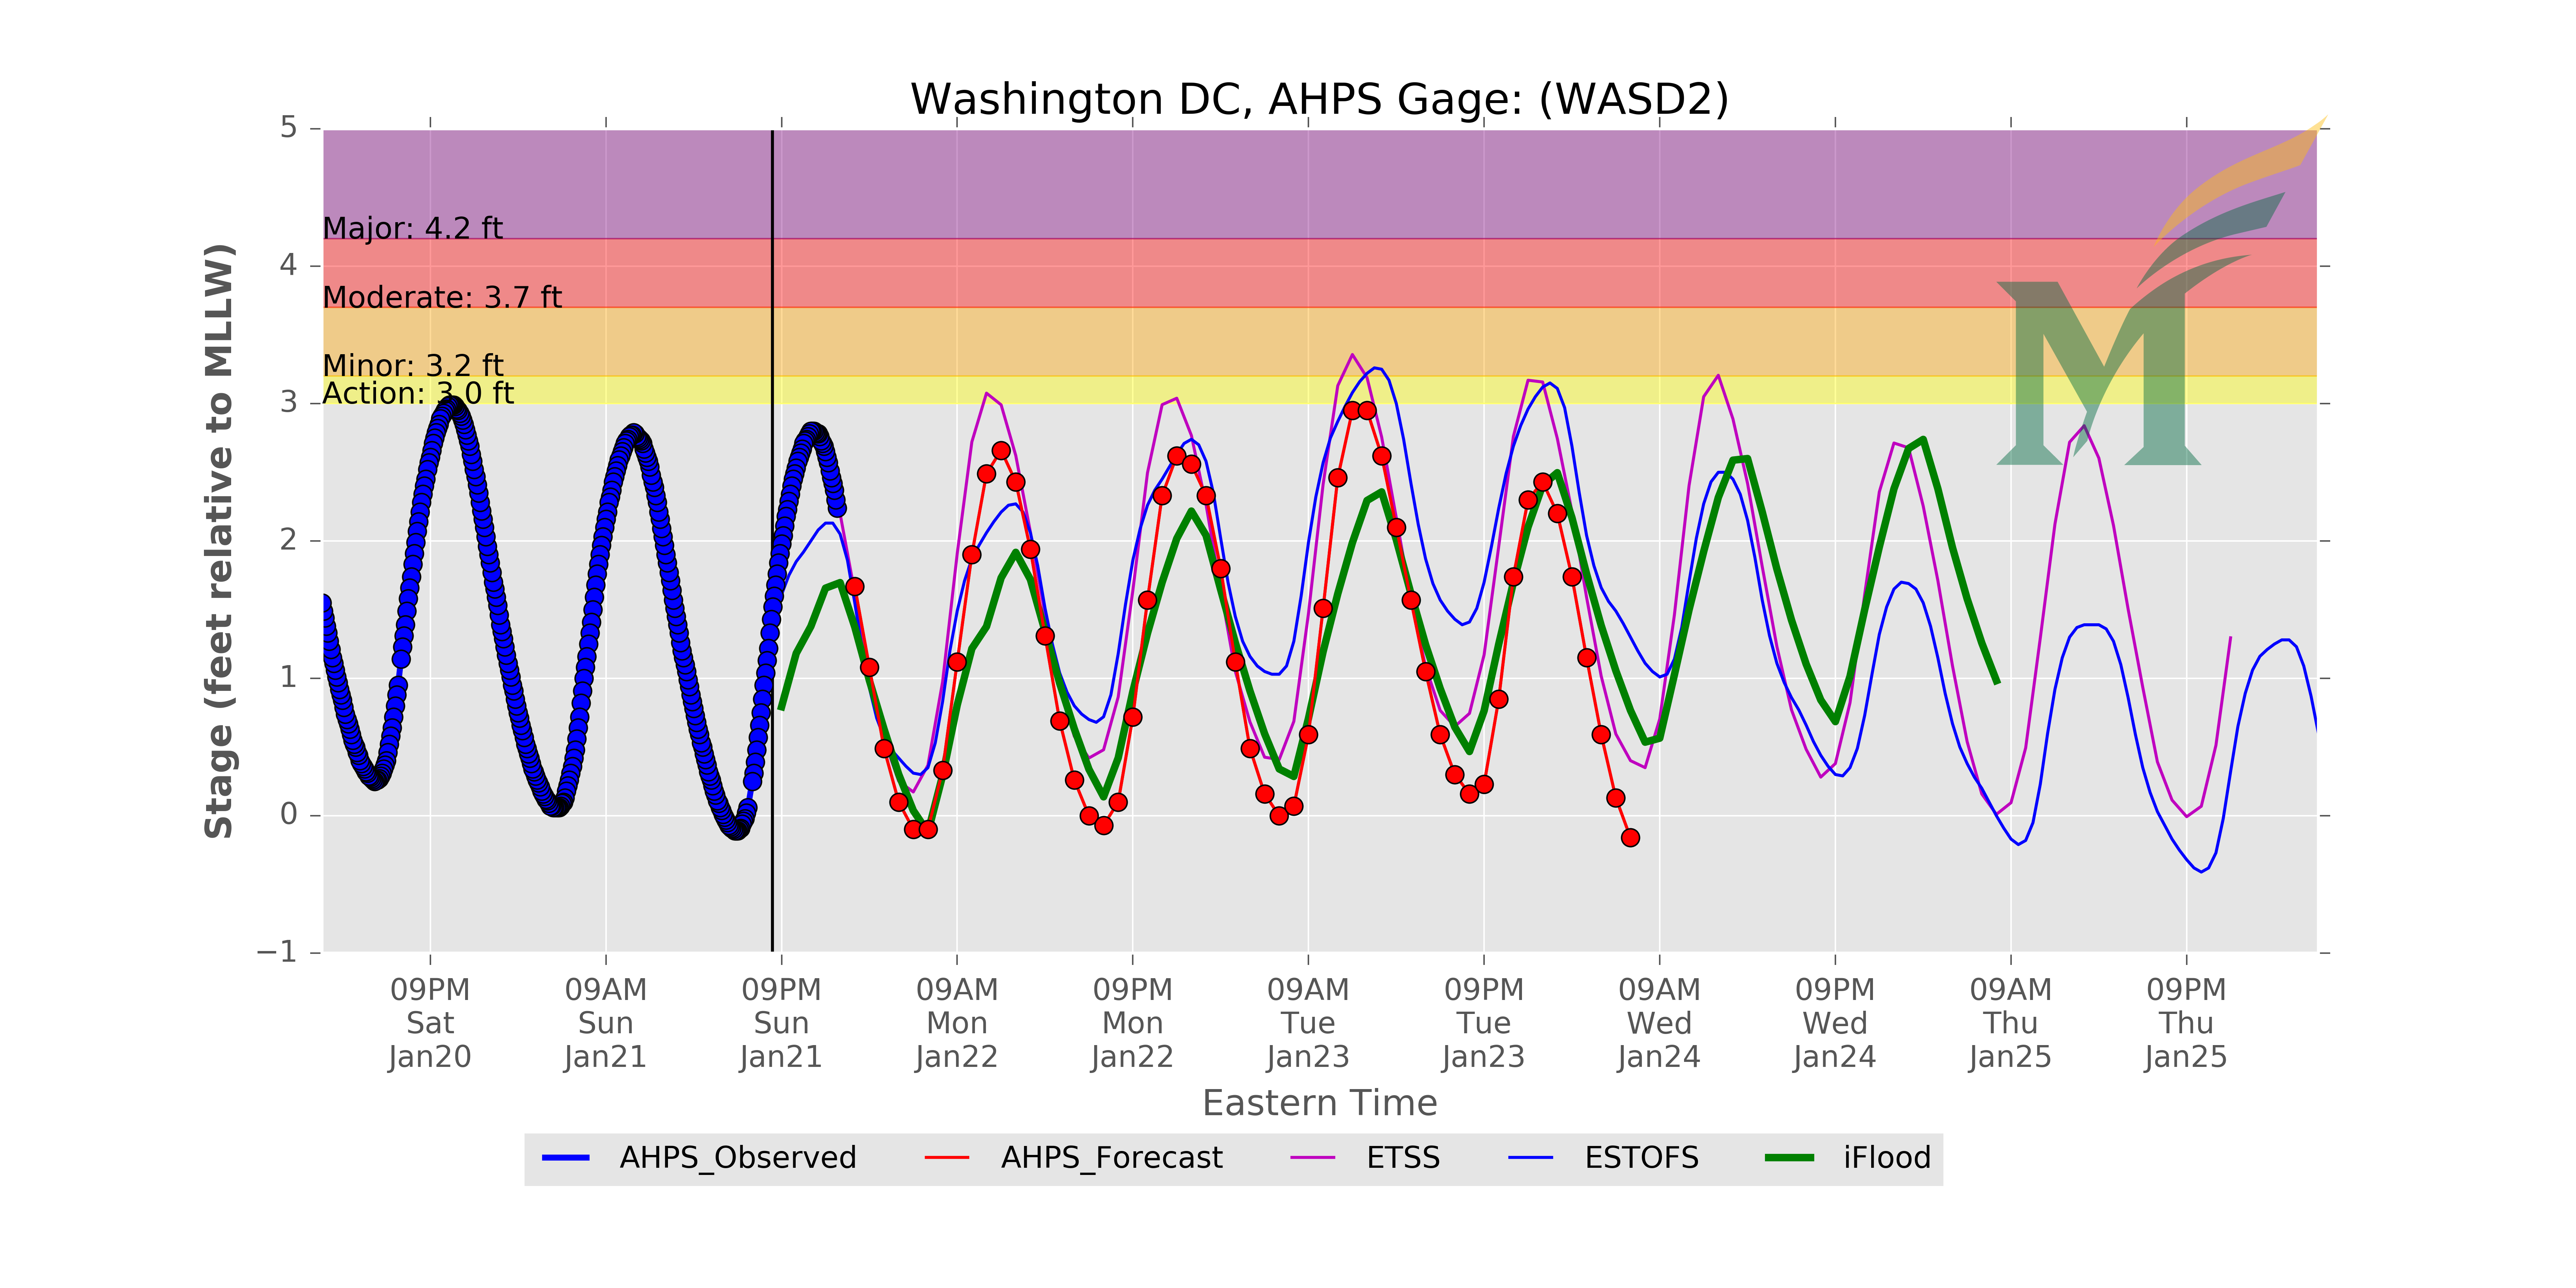 Washington DC, AHPS Gage: (WASD2)
Stage (feet relative to MLLW)
5
4
3
2
1
0
−1
Major: 4.2 ft
Moderate: 3.7 ft
Minor: 3.2 ft
Action: 3.0 ft
M
09PM Sat Jan20
09AM Sun Jan21
09PM Sun Jan21
09AM Mon Jan22
09PM Mon Jan22
09AM Tue Jan23
09PM Tue Jan23
09AM Wed Jan24
09PM Wed Jan24
09AM Thu Jan25
09PM Thu Jan25
Eastern Time
AHPS_Observed AHPS_Forecast ETSS ESTOFS iFlood